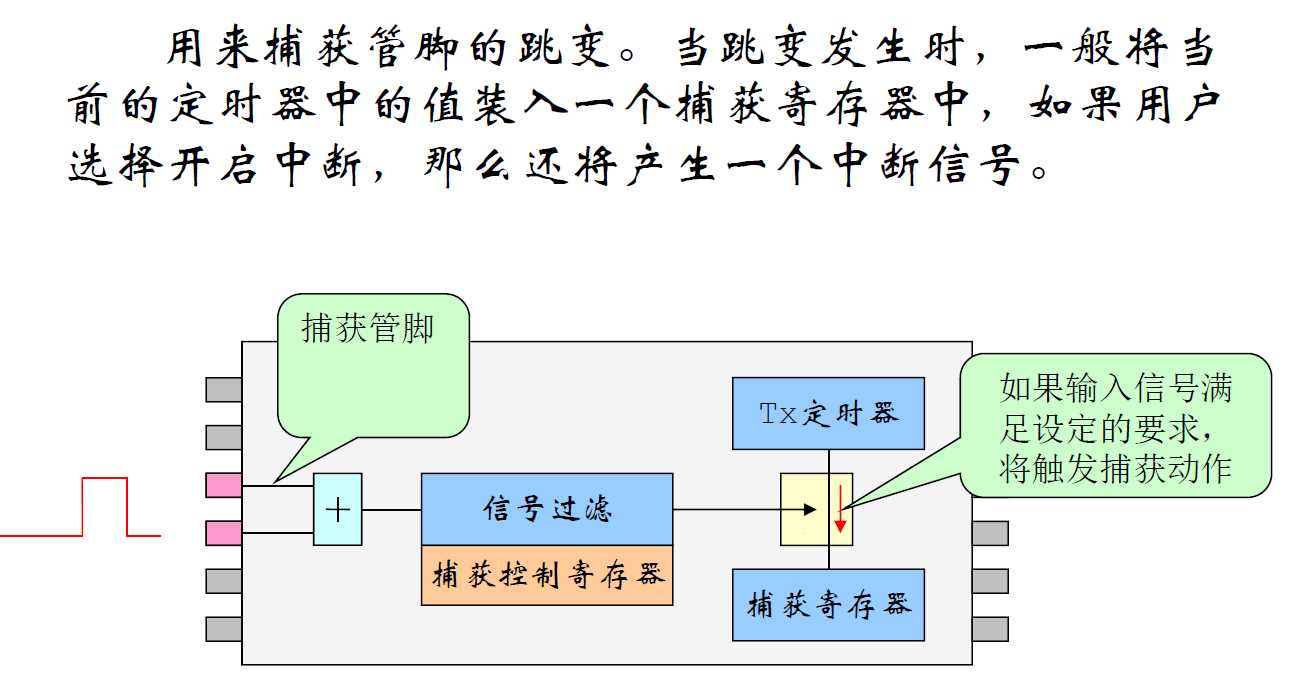 用来捕获管脚的跳变。当跳变发生时，一般将当
前的定时器中的值装入一个捕获寄存器中，如果用户
选择开启中断，那么还将产生一个中断信号。
捕获管脚
Tx定时器
如果输入信号满
足设定的要求，
将触发捕获动作
+
信号过滤
捕获控制寄存器
捕获寄存器